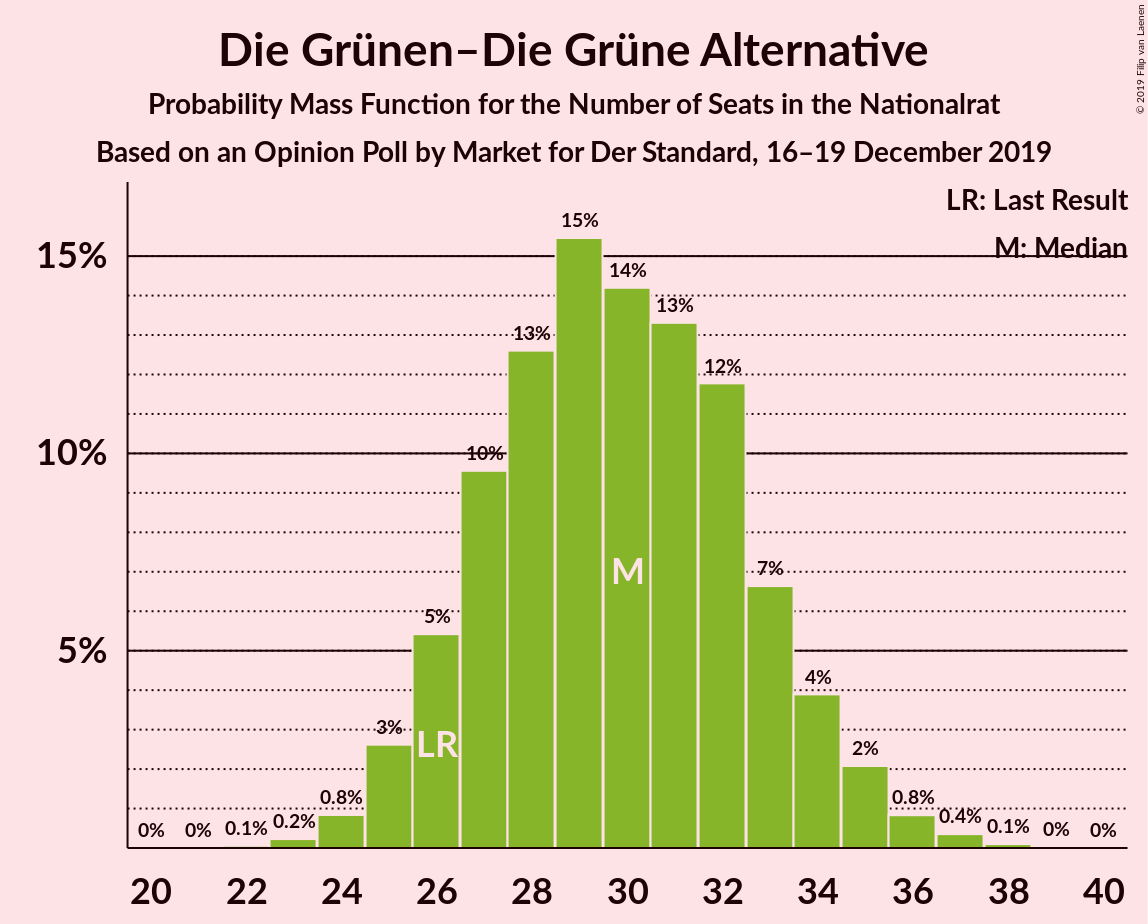 Die Grünen–Die Grüne Alternative
Probability Mass Function for the Number of Seats in the Nationalrat
Based on an Opinion Poll by Market for Der Standard, 16–19 December 2019
© 2019 Filip van Laenen
LR: Last Result
M: Median
15%
10%
5%
0%
0%
0.1%
0.2%
0.8%
3%
5%
10%
13%
15%
14%
13%
12%
7%
4%
2%
0.8%
0.4%
0.1%
0%
0%
LR
M
20 22 24 26 28 30 32 34 36 38 40